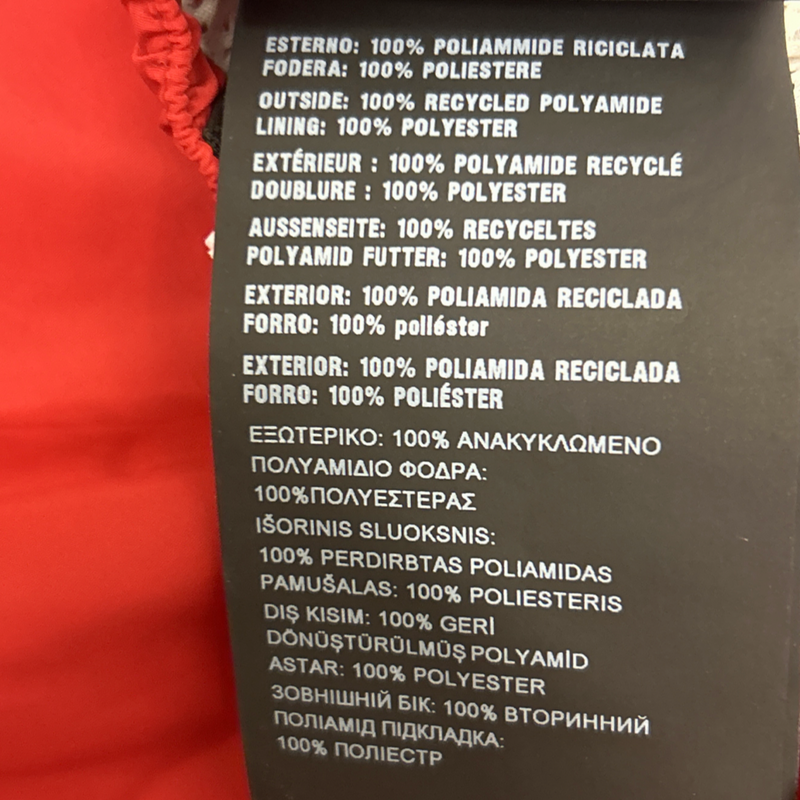 ESTERNO: 100% POLIAMMIDE RICICLATA
FODERA: 100% POLIESTERE
OUTSIDE: 100% RECYCLED POLYAMIDE
LINING: 100% POLYESTER
EXTÉRIEUR : 100% POLYAMIDE RECYCLÉ
DOUBLURE : 100% POLYESTER
AUSSENSEITE: 100% RECYCELTES
POLYAMID FUTTER: 100% POLYESTER
EXTERIOR: 100% POLIAMIDA RECICLADA
FORRO: 100% poliéster
EXTERIOR: 100% POLIAMIDA RECICLADA
FORRO: 100% POLIÉSTER
ΕΞΩΤΕΡΙΚΟ: 100% ΑΝΑΚΥΚΛΩΜΕΝΟ
ΠΟΛΥΑΜΙΔΙΟ ΦΟΔΡΑ:
100%ΠΟΛΥΕΣΤΕΡΑΣ
IŠORINIS SLUOKSNIS:
100% PERDIRBTAS POLIAMIDAS
PAMUŠALAS: 100% POLIESTERIS
DIŞ KISIM: 100% GERİ
DÖNÜŞTÜRÜLMÜŞ POLYAMİD
ASTAR: 100% POLYESTER
ЗОВНІШНІЙ БІК: 100% ВТОРИННИЙ
ПОЛІАМІД ПІДКЛАДКА:
100% ПОЛІЕСТР